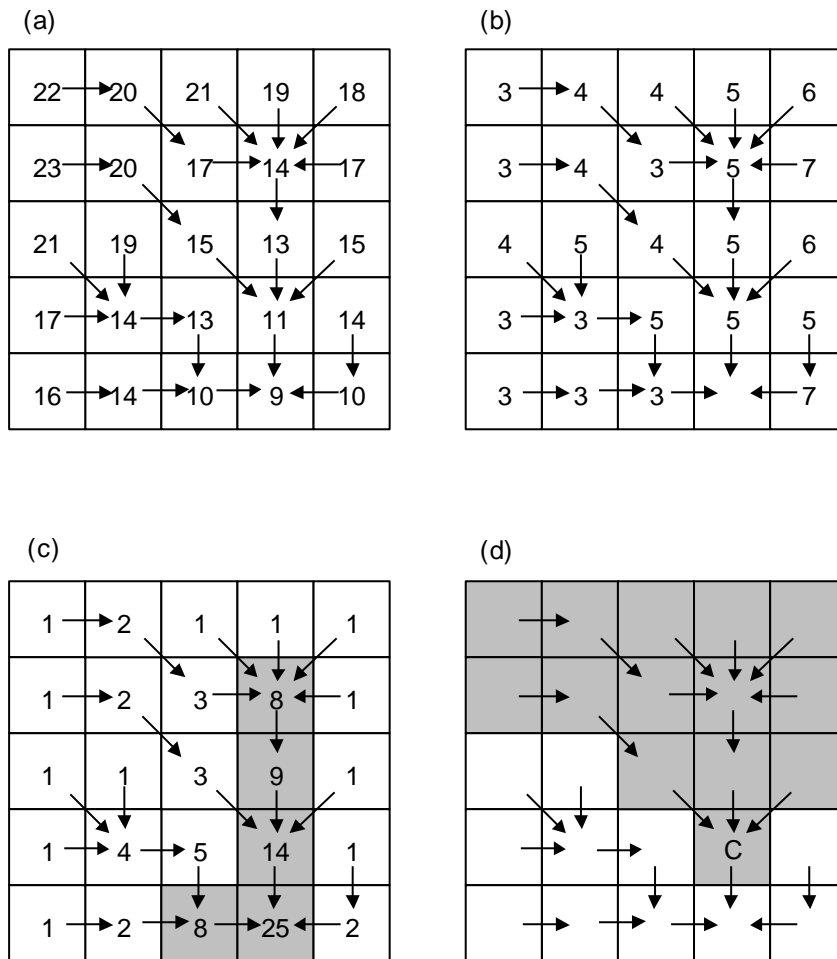 (a)
22 20 21 19 18
23 20 17 14 17
21 19 15 13 15
17 14 13 11 14
16 14 10 9 10
(b)
3 4 4 5 6
3 4 3 5 7
4 5 4 5 6
3 3 5 5 5
3 3 3 7
(c)
1 2 1 1 1
1 2 3 8 1
1 1 3 9 1
1 4 5 14 1
1 2 8 25 2
(d)
C